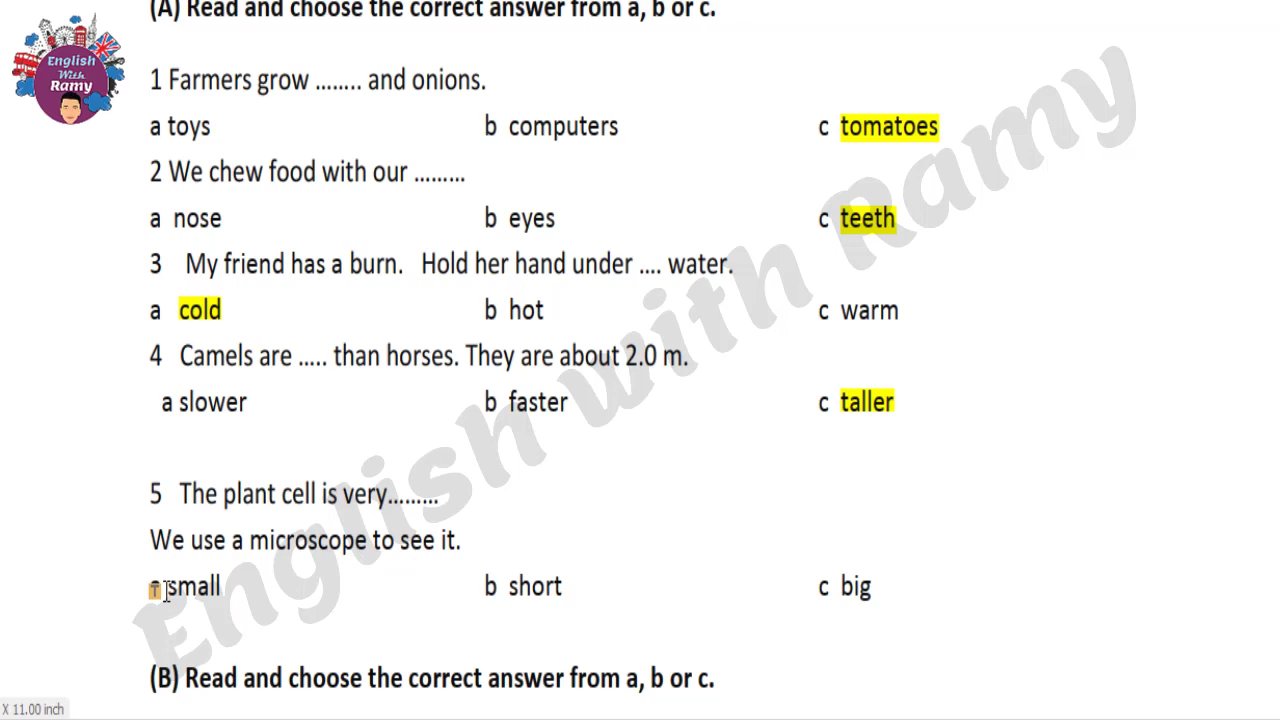 (A) Read and choose the correct answer from a, b or c.
English
With
Ramy
1 Farmers grow ........ and onions.
a toys b computers c tomatoes
2 We chew food with our .........
a nose b eyes c teeth
3 My friend has a burn. Hold her hand under .... water.
a cold b hot c warm
4 Camels are ..... than horses. They are about 2.0 m.
a slower b faster c taller
5 The plant cell is very.........
We use a microscope to see it.
small b short c big
(B) Read and choose the correct answer from a, b or c.
English with Ramy
X 11.00 inch